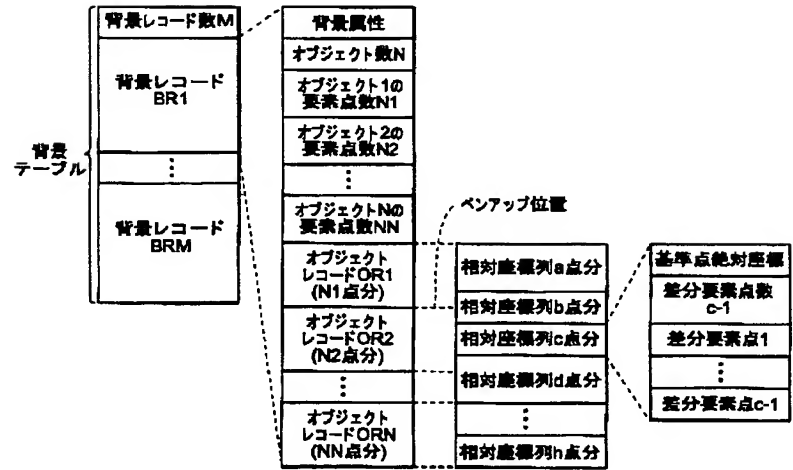 背景レコード数M
背景レコード
BR1
⋮
背景レコード
BRM
背景
テーブル
背景属性
オブジェクト数N
オブジェクト1の
要素点数N1
オブジェクト2の
要素点数N2
⋮
オブジェクトNの
要素点数NN
オブジェクト
レコードOR1
(N1点分)
オブジェクト
レコードOR2
(N2点分)
⋮
オブジェクト
レコードORN
(NN点分)
ペンアップ位置
相対座標列a点分
相対座標列b点分
相対座標列c点分
相対座標列d点分
⋮
相対座標列h点分
基準点絶対座標
差分要素点数
c-1
差分要素点1
⋮
差分要素点c-1